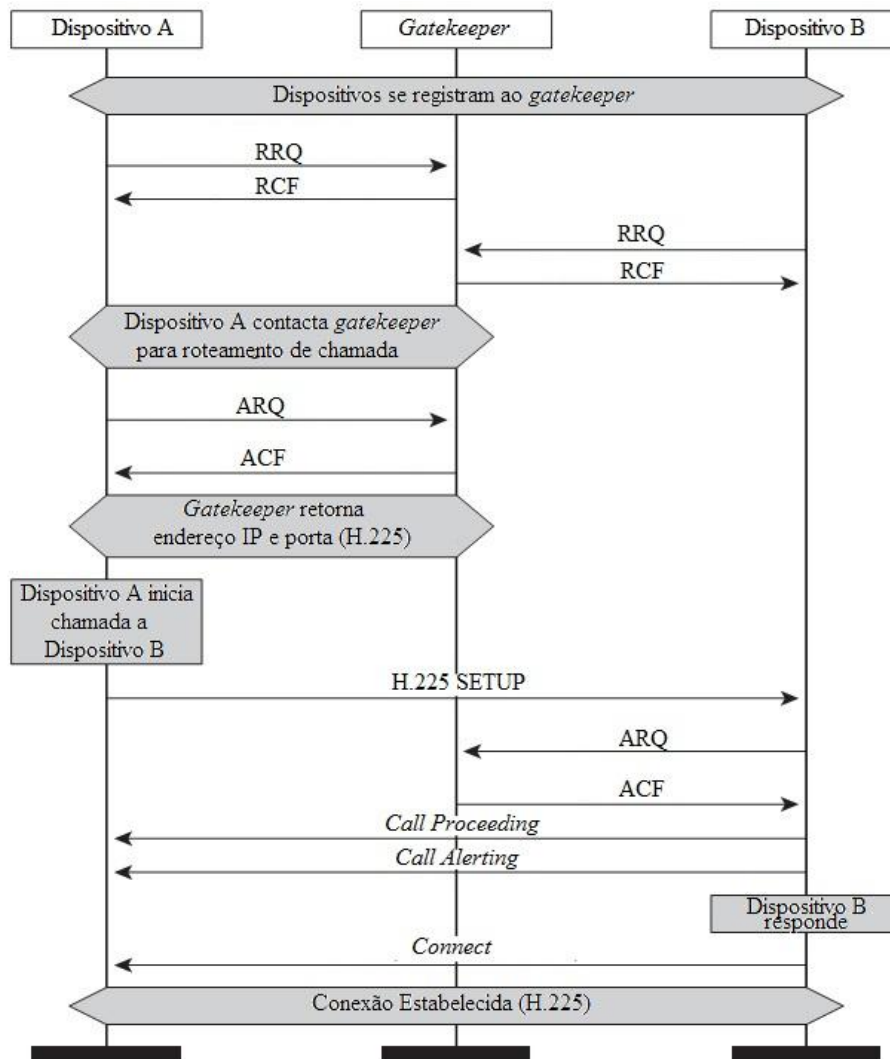 Dispositivo A
Gatekeeper
Dispositivo B
Dispositivos se registram ao gatekeeper
RRQ
RCF
RRQ
RCF
Dispositivo A contacta gatekeeper
para roteamento de chamada
ARQ
ACF
Gatekeeper retorna
endereço IP e porta (H.225)
Dispositivo A inicia
chamada a
Dispositivo B
H.225 SETUP
ARQ
ACF
Call Proceeding
Call Alerting
Dispositivo B
responde
Connect
Conexão Estabelecida (H.225)